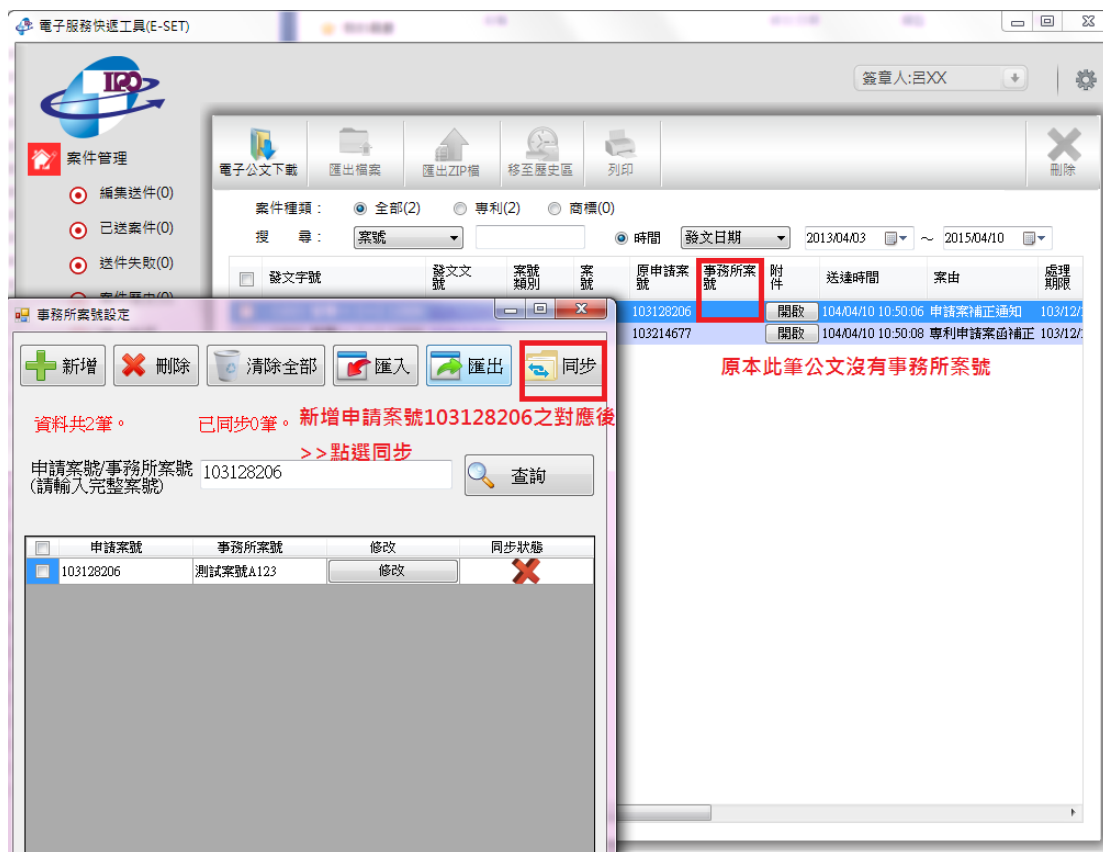 電子服務快遞工具(E-SET)
IPO
簽章人:呂XX
案件管理
編集送件(0)
已送案件(0)
送件失敗(0)
案件歷史(0)
電子公文下載
匯出檔案
匯出ZIP檔
移至歷史區
列印
刪除
案件種類：
全部(2)
專利(2)
商標(0)
搜 尋：
案號
時間
發文日期
2013/04/03
～
2015/04/10
發文字號
發文文號
案號類別
案號
原申請案號
事務所案號
附件
送達時間
案由
處理期限
103128206
開啟
104/04/10 10:50:06
申請案補正通知
103/12/
103214677
開啟
104/04/10 10:50:08
專利申請案函補正
103/12/
原本此筆公文沒有事務所案號
事務所案號設定
新增
刪除
清除全部
匯入
匯出
同步
資料共2筆。
已同步0筆。
新增申請案號103128206之對應後
>>點選同步
申請案號/事務所案號
(請輸入完整案號)
103128206
查詢
申請案號
事務所案號
修改
同步狀態
103128206
測試案號A123
修改